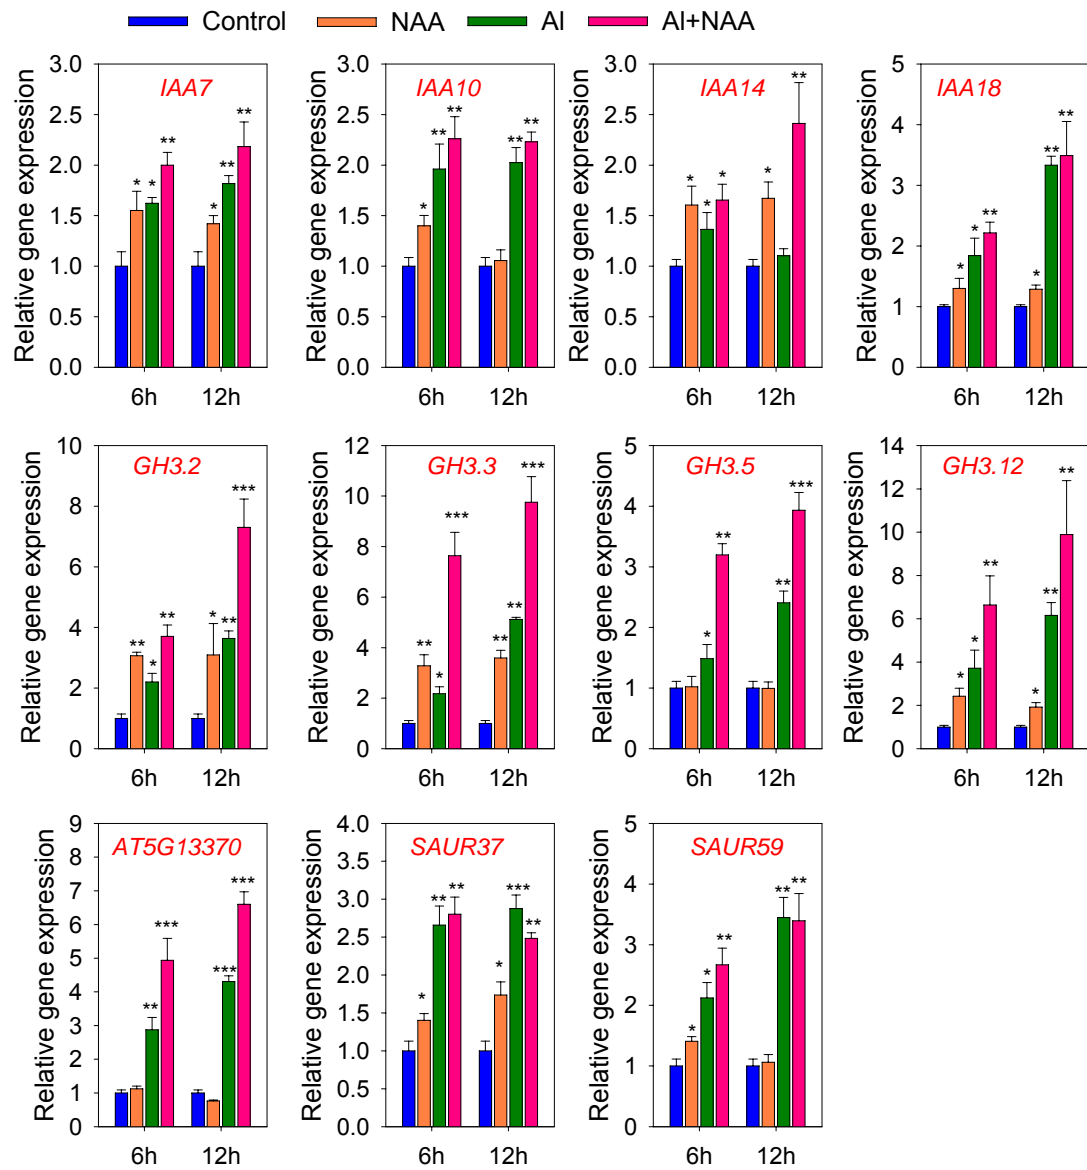 Control NAA Al Al+NAA
IAA7
Relative gene expression
3.0
2.5
2.0
1.5
1.0
0.5
0.0
* * ** * ** **
6h 12h
IAA10
Relative gene expression
3.0
2.5
2.0
1.5
1.0
0.5
0.0
* ** ** ** **
6h 12h
IAA14
Relative gene expression
3.0
2.5
2.0
1.5
1.0
0.5
0.0
* * * * **
6h 12h
IAA18
Relative gene expression
5
4
3
2
1
0
* * ** * ** **
6h 12h
GH3.2
Relative gene expression
10
8
6
4
2
0
** * ** * ** ***
6h 12h
GH3.3
Relative gene expression
12
10
8
6
4
2
0
** * *** ** ** ***
6h 12h
GH3.5
Relative gene expression
5
4
3
2
1
0
* ** ** ***
6h 12h
GH3.12
Relative gene expression
14
12
10
8
6
4
2
0
* * ** * ** **
6h 12h
AT5G13370
Relative gene expression
9
8
7
6
5
4
3
2
1
0
** *** *** ***
6h 12h
SAUR37
Relative gene expression
4.0
3.5
3.0
2.5
2.0
1.5
1.0
0.5
0.0
* ** ** * *** **
6h 12h
SAUR59
Relative gene expression
5
4
3
2
1
0
* * ** ** **
6h 12h